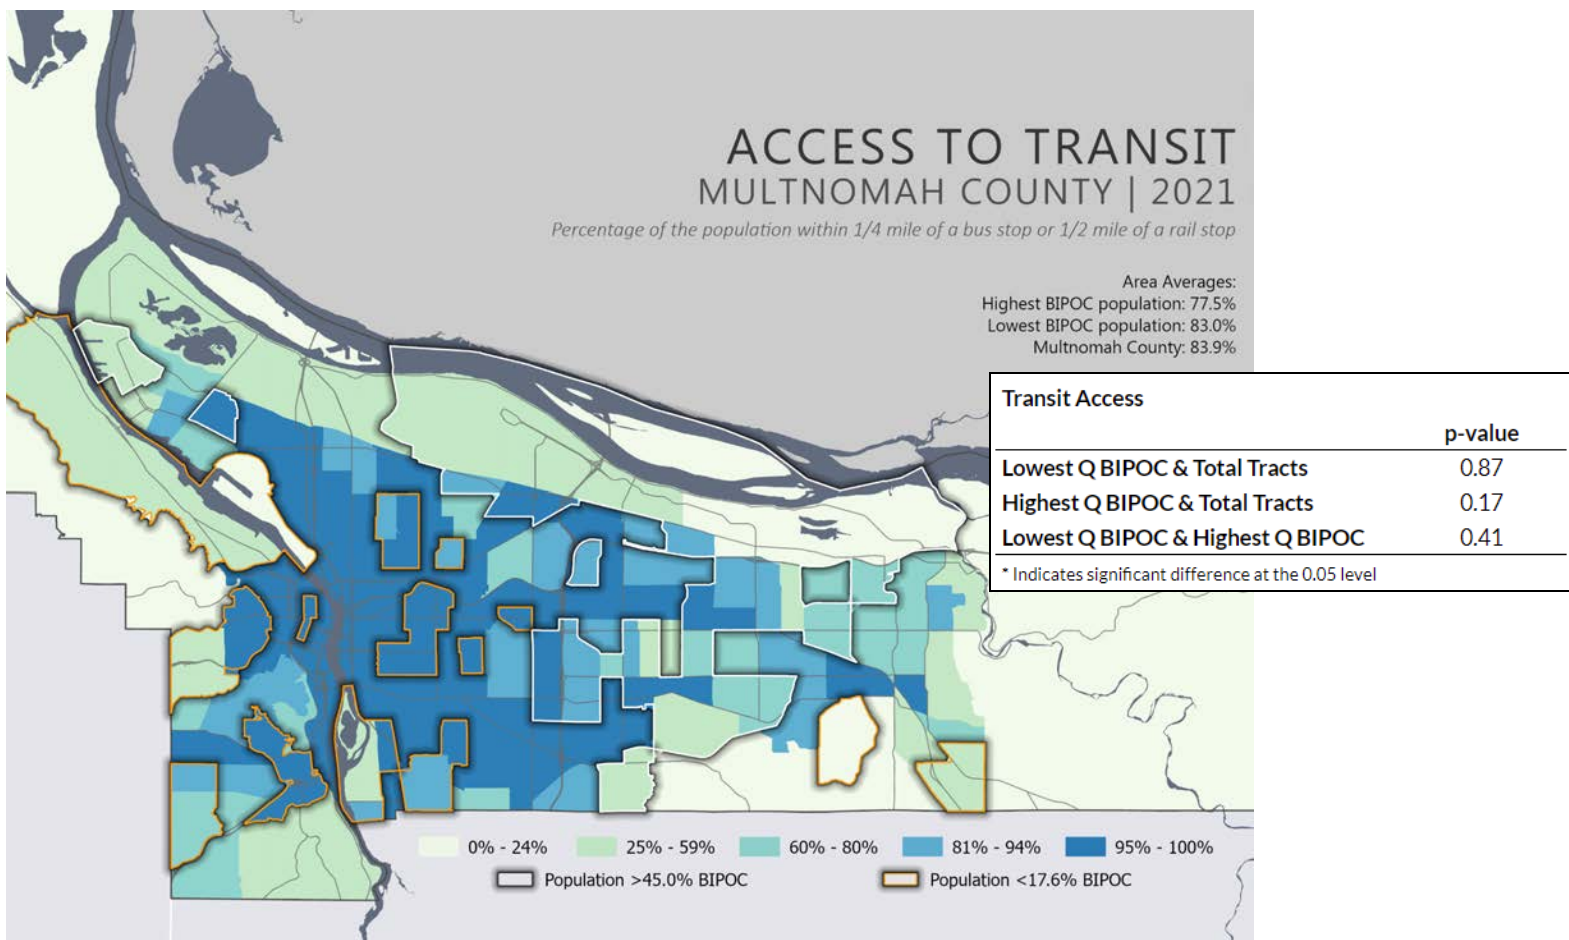 ACCESS TO TRANSIT
MULTNOMAH COUNTY | 2021
Percentage of the population within 1/4 mile of a bus stop or 1/2 mile of a rail stop
Area Averages:
Highest BIPOC population: 77.5%
Lowest BIPOC population: 83.0%
Multnomah County: 83.9%
Transit Access
p-value
Lowest Q BIPOC & Total Tracts 0.87
Highest Q BIPOC & Total Tracts 0.17
Lowest Q BIPOC & Highest Q BIPOC 0.41
* Indicates significant difference at the 0.05 level
0% - 24% 25% - 59% 60% - 80% 81% - 94% 95% - 100%
Population >45.0% BIPOC Population <17.6% BIPOC